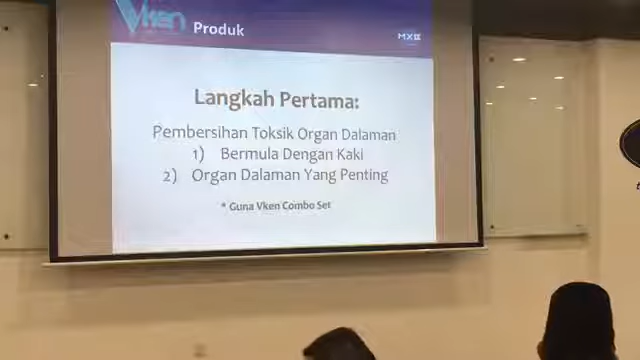 Vken
Produk
Langkah Pertama:
Pembersihan Toksik Organ Dalaman
1) Bermula Dengan Kaki
2) Organ Dalaman Yang Penting
* Guna Vken Combo Set